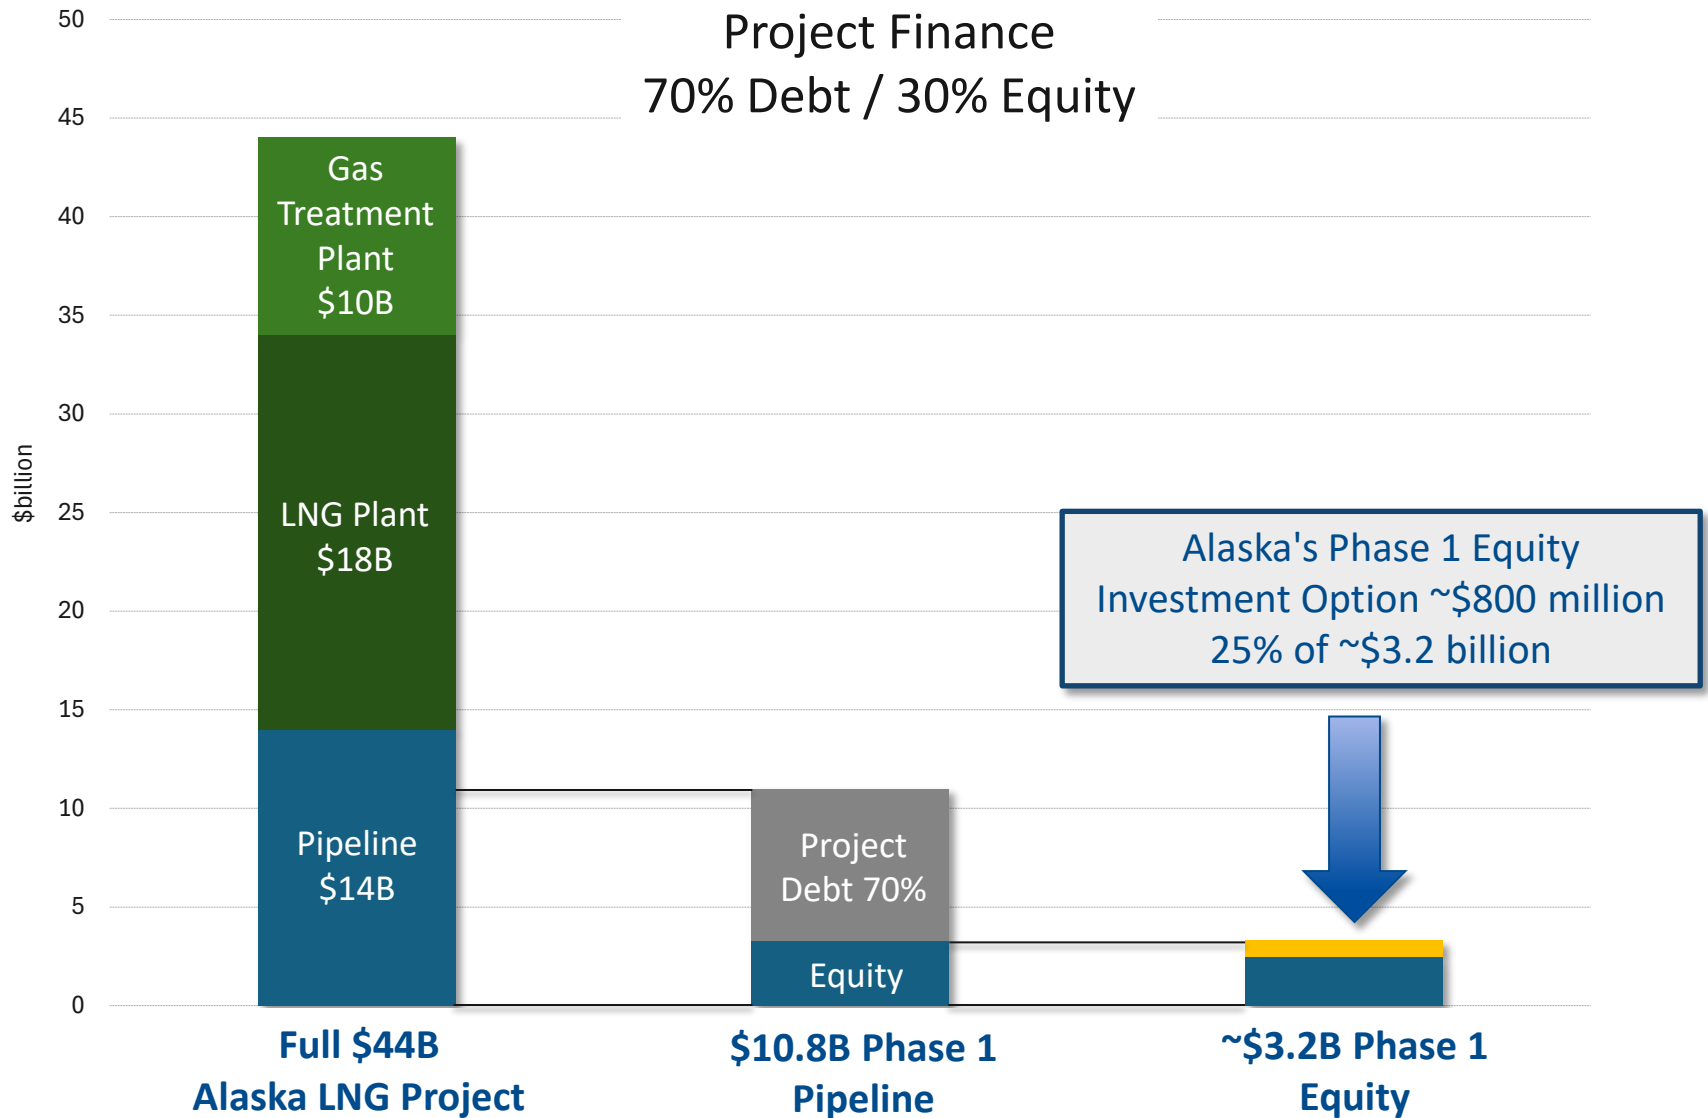 Project Finance
70% Debt / 30% Equity
$billion
50
45
40
35
30
25
20
15
10
5
0
Gas
Treatment
Plant
$10B
LNG Plant
$18B
Pipeline
$14B
Project
Debt 70%
Equity
Alaska's Phase 1 Equity
Investment Option ~$800 million
25% of ~$3.2 billion
Full $44B
Alaska LNG Project
$10.8B Phase 1
Pipeline
~$3.2B Phase 1
Equity